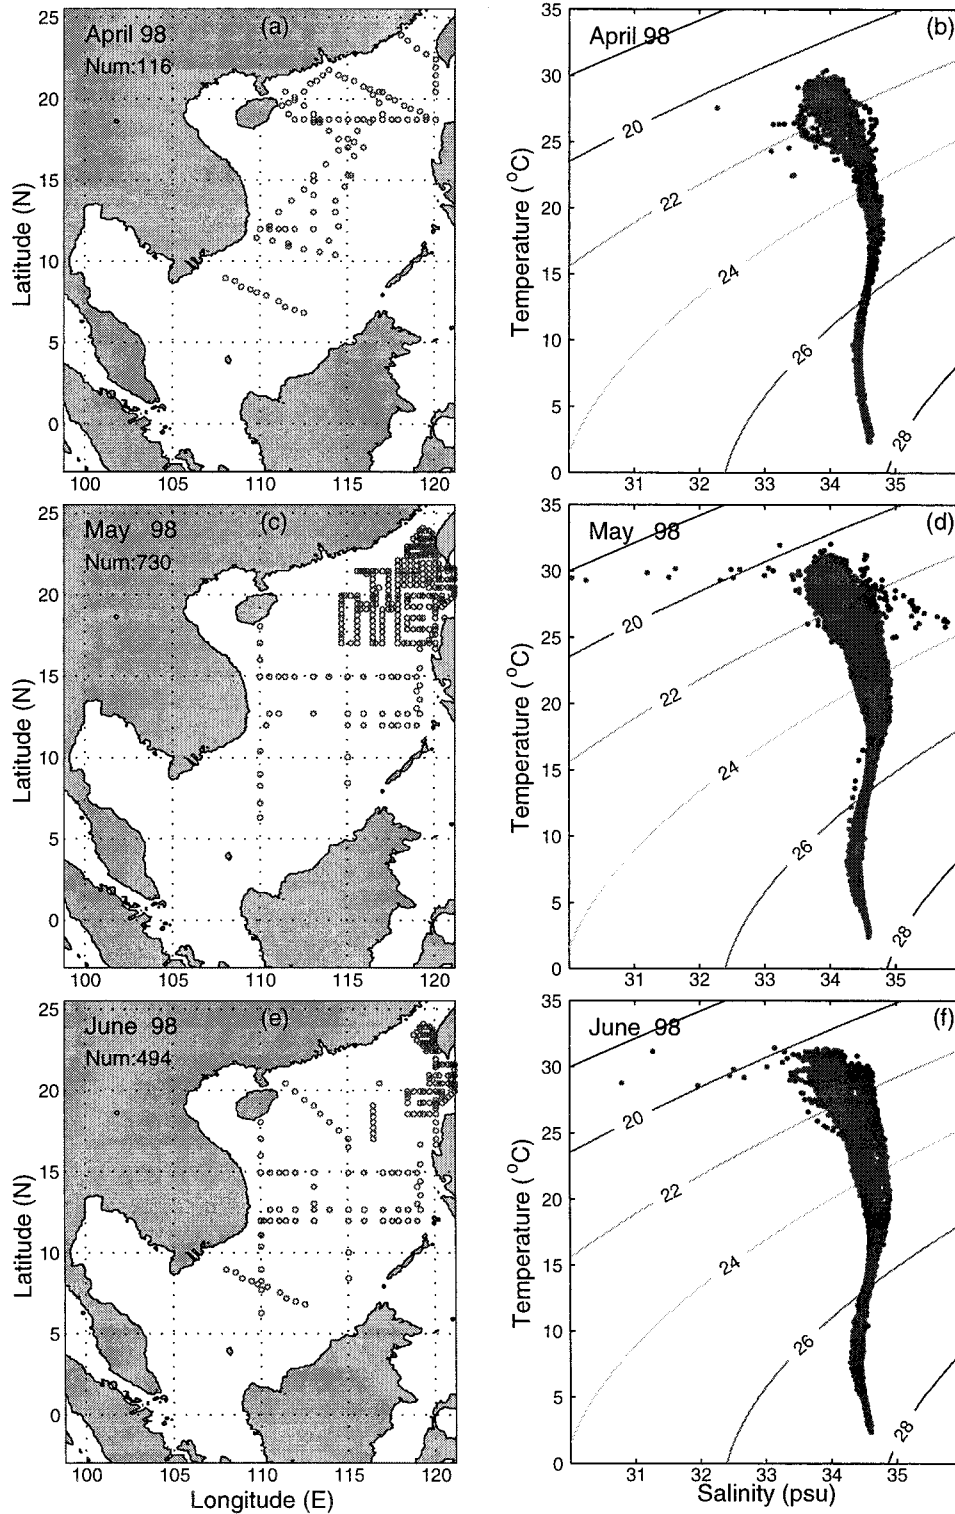 (a)
April 98
Num:116
25
20
15
10
5
0
Latitude (N)
100 105 110 115 120
(b)
April 98
35
30
25
20
15
10
5
0
Temperature (°C)
20
22
24
26
28
31 32 33 34 35
(c)
May 98
Num:730
25
20
15
10
5
0
Latitude (N)
100 105 110 115 120
(d)
May 98
35
30
25
20
15
10
5
0
Temperature (°C)
20
22
24
26
28
31 32 33 34 35
(e)
June 98
Num:494
25
20
15
10
5
0
Latitude (N)
100 105 110 115 120
Longitude (E)
(f)
June 98
35
30
25
20
15
10
5
0
Temperature (°C)
20
22
24
26
28
31 32 33 34 35
Salinity (psu)